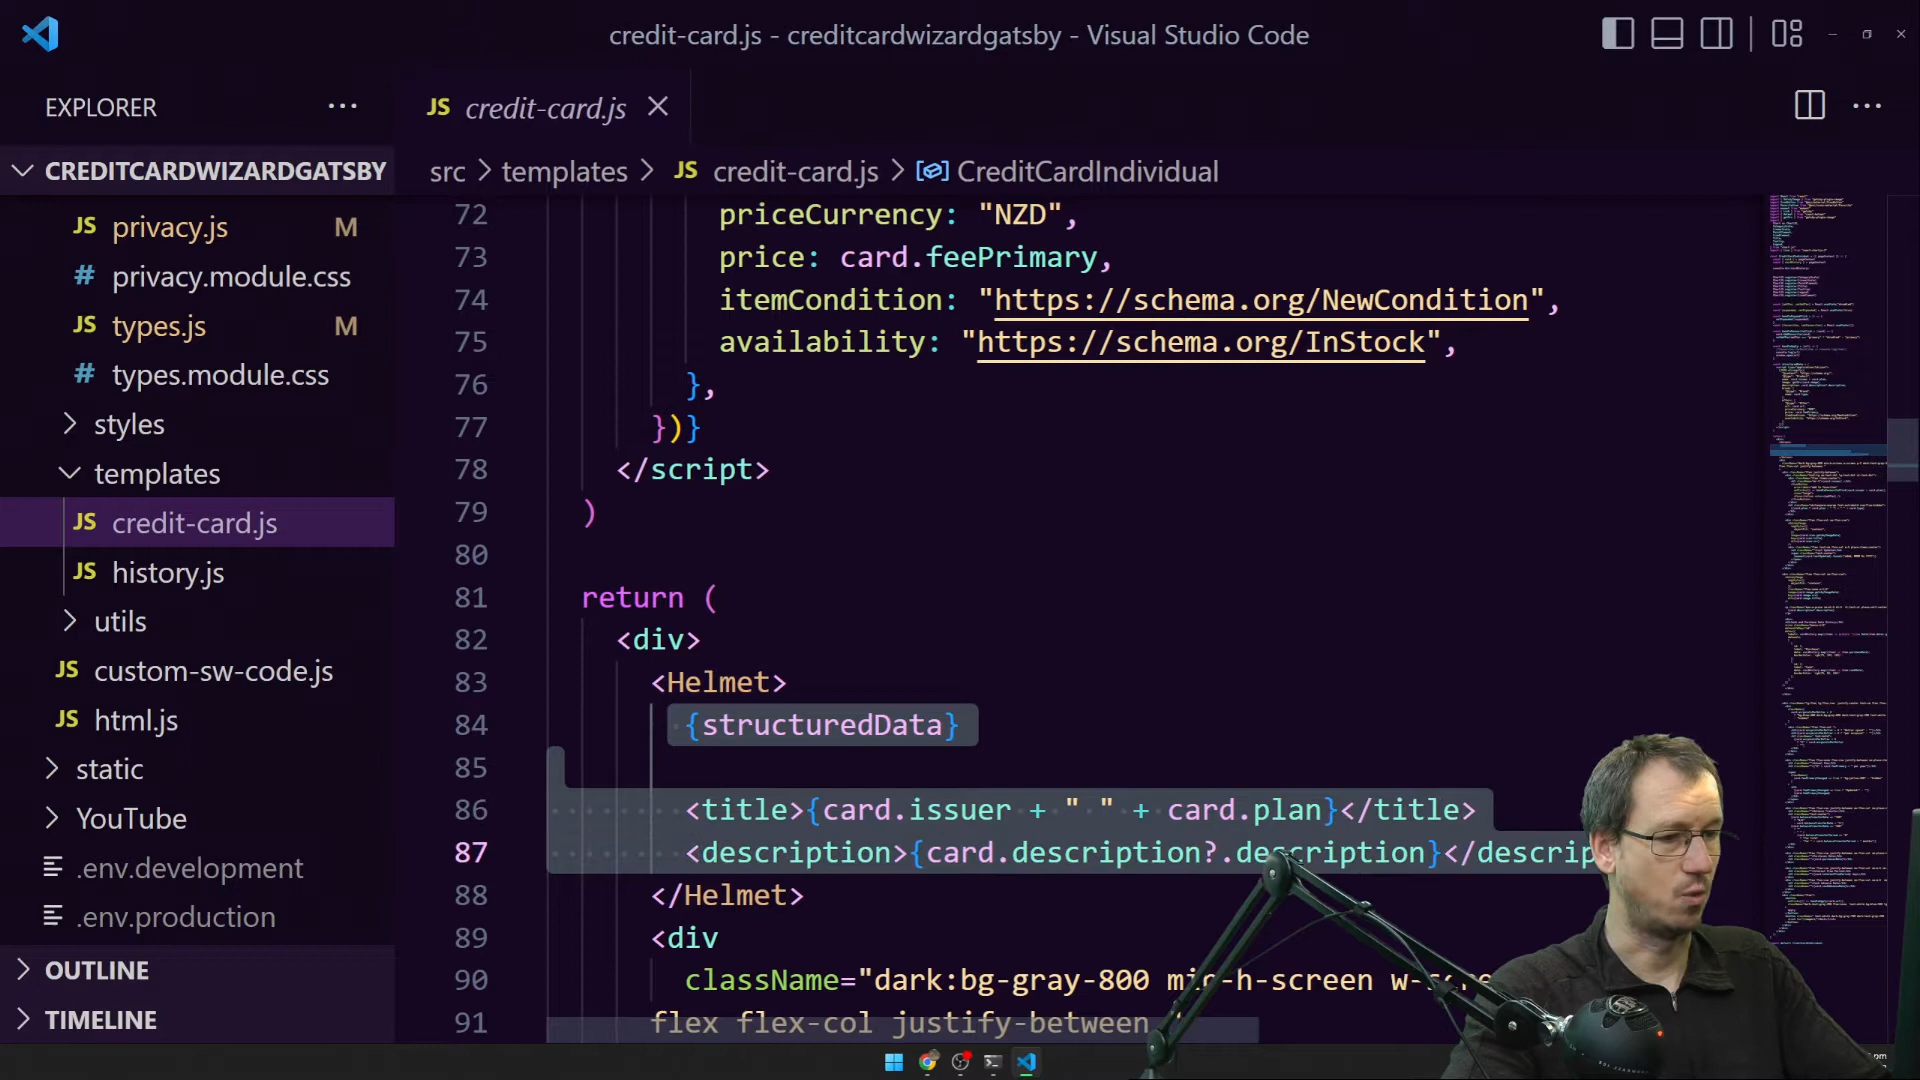 credit-card.js - creditcardwizardgatsby - Visual Studio Code
EXPLORER
JS credit-card.js
CREDITCARDWIZARDGATSBY
src > templates > JS credit-card.js > CreditCardIndividual
JS privacy.js M
# privacy.module.css
JS types.js M
# types.module.css
styles
templates
JS credit-card.js
JS history.js
utils
JS custom-sw-code.js
JS html.js
static
YouTube
.env.development
.env.production
OUTLINE
TIMELINE
72 priceCurrency: "NZD",
73 price: card.feePrimary,
74 itemCondition: "https://schema.org/NewCondition",
75 availability: "https://schema.org/InStock",
76 },
77 })}
78 </script>
79 )
80
81 return (
82 <div>
83 <Helmet>
84 {structuredData}
85
86 <title>{card.issuer + " " + card.plan}</title>
87 <description>{card.description?.description}</descrip
88 </Helmet>
89 <div
90 className="dark:bg-gray-800 min-h-screen
91 flex flex-col justify-between
pm